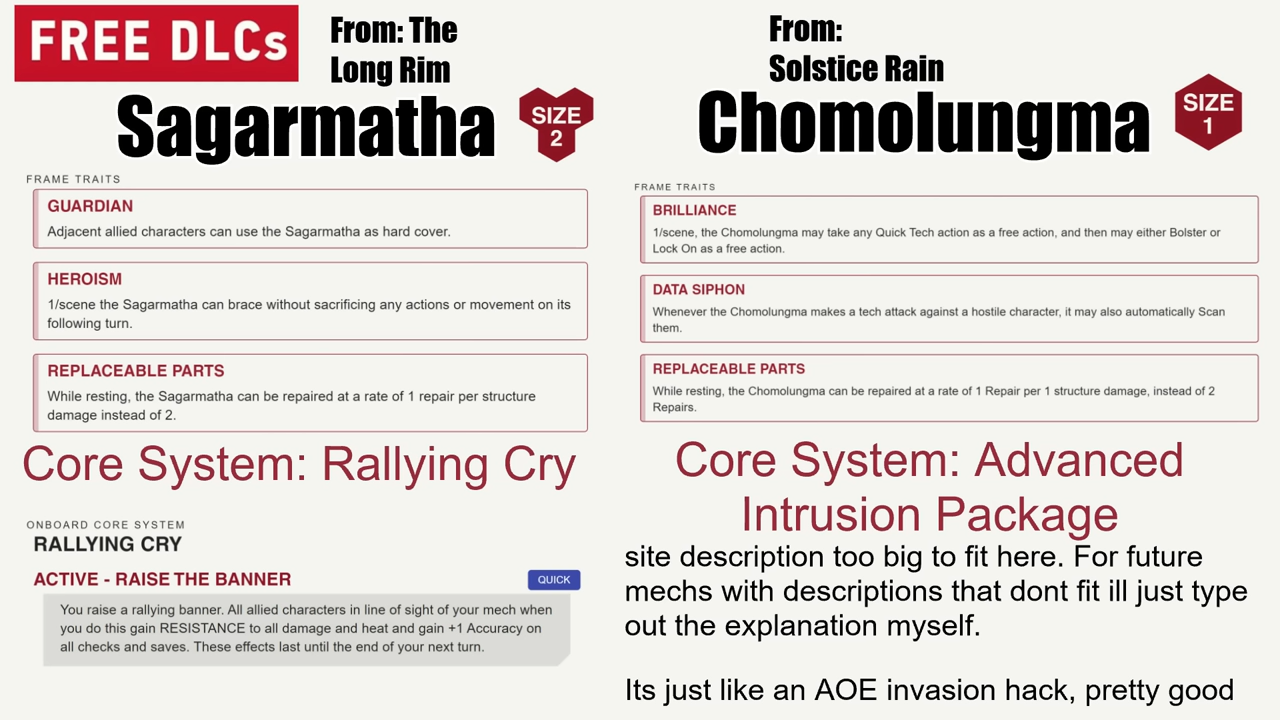 FREE DLCs
From: The
Long Rim
Sagarmatha
SIZE
2
FRAME TRAITS
GUARDIAN
Adjacent allied characters can use the Sagarmatha as hard cover.
HEROISM
1/scene the Sagarmatha can brace without sacrificing any actions or movement on its
following turn.
REPLACEABLE PARTS
While resting, the Sagarmatha can be repaired at a rate of 1 repair per structure
damage instead of 2.
Core System: Rallying Cry
ONBOARD CORE SYSTEM
RALLYING CRY
ACTIVE - RAISE THE BANNER
QUICK
You raise a rallying banner. All allied characters in line of sight of your mech when
you do this gain RESISTANCE to all damage and heat and gain +1 Accuracy on
all checks and saves. These effects last until the end of your next turn.
From:
Solstice Rain
Chomolungma
SIZE
1
FRAME TRAITS
BRILLIANCE
1/scene, the Chomolungma may take any Quick Tech action as a free action, and then may either Bolster or
Lock On as a free action.
DATA SIPHON
Whenever the Chomolungma makes a tech attack against a hostile character, it may also automatically Scan
them.
REPLACEABLE PARTS
While resting, the Chomolungma can be repaired at a rate of 1 Repair per 1 structure damage, instead of 2
Repairs.
Core System: Advanced
Intrusion Package
site description too big to fit here. For future
mechs with descriptions that dont fit ill just type
out the explanation myself.
Its just like an AOE invasion hack, pretty good